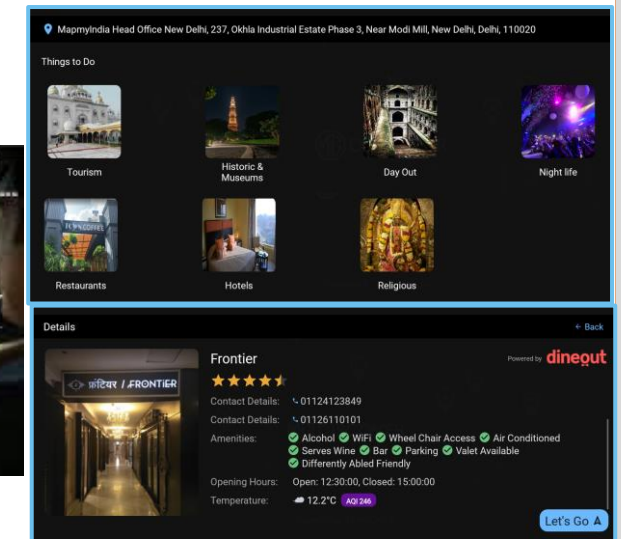 MapmyIndia Head Office New Delhi, 237, Okhla Industrial Estate Phase 3, Near Modi Mill, New Delhi, Delhi, 110020
Things to Do
Tourism
Historic &
Museums
Day Out
Night life
Restaurants
Hotels
Religious
Details
← Back
Frontier
Powered by dineout
फ्रंटियर / FRONTIER
Contact Details: 01124123849
Contact Details: 01126110101
Amenities: Alcohol WiFi Wheel Chair Access Air Conditioned
Serves Wine Bar Parking Valet Available
Differently Abled Friendly
Opening Hours: Open: 12:30:00, Closed: 15:00:00
Temperature: 12.2°C AQI 246
Let's Go